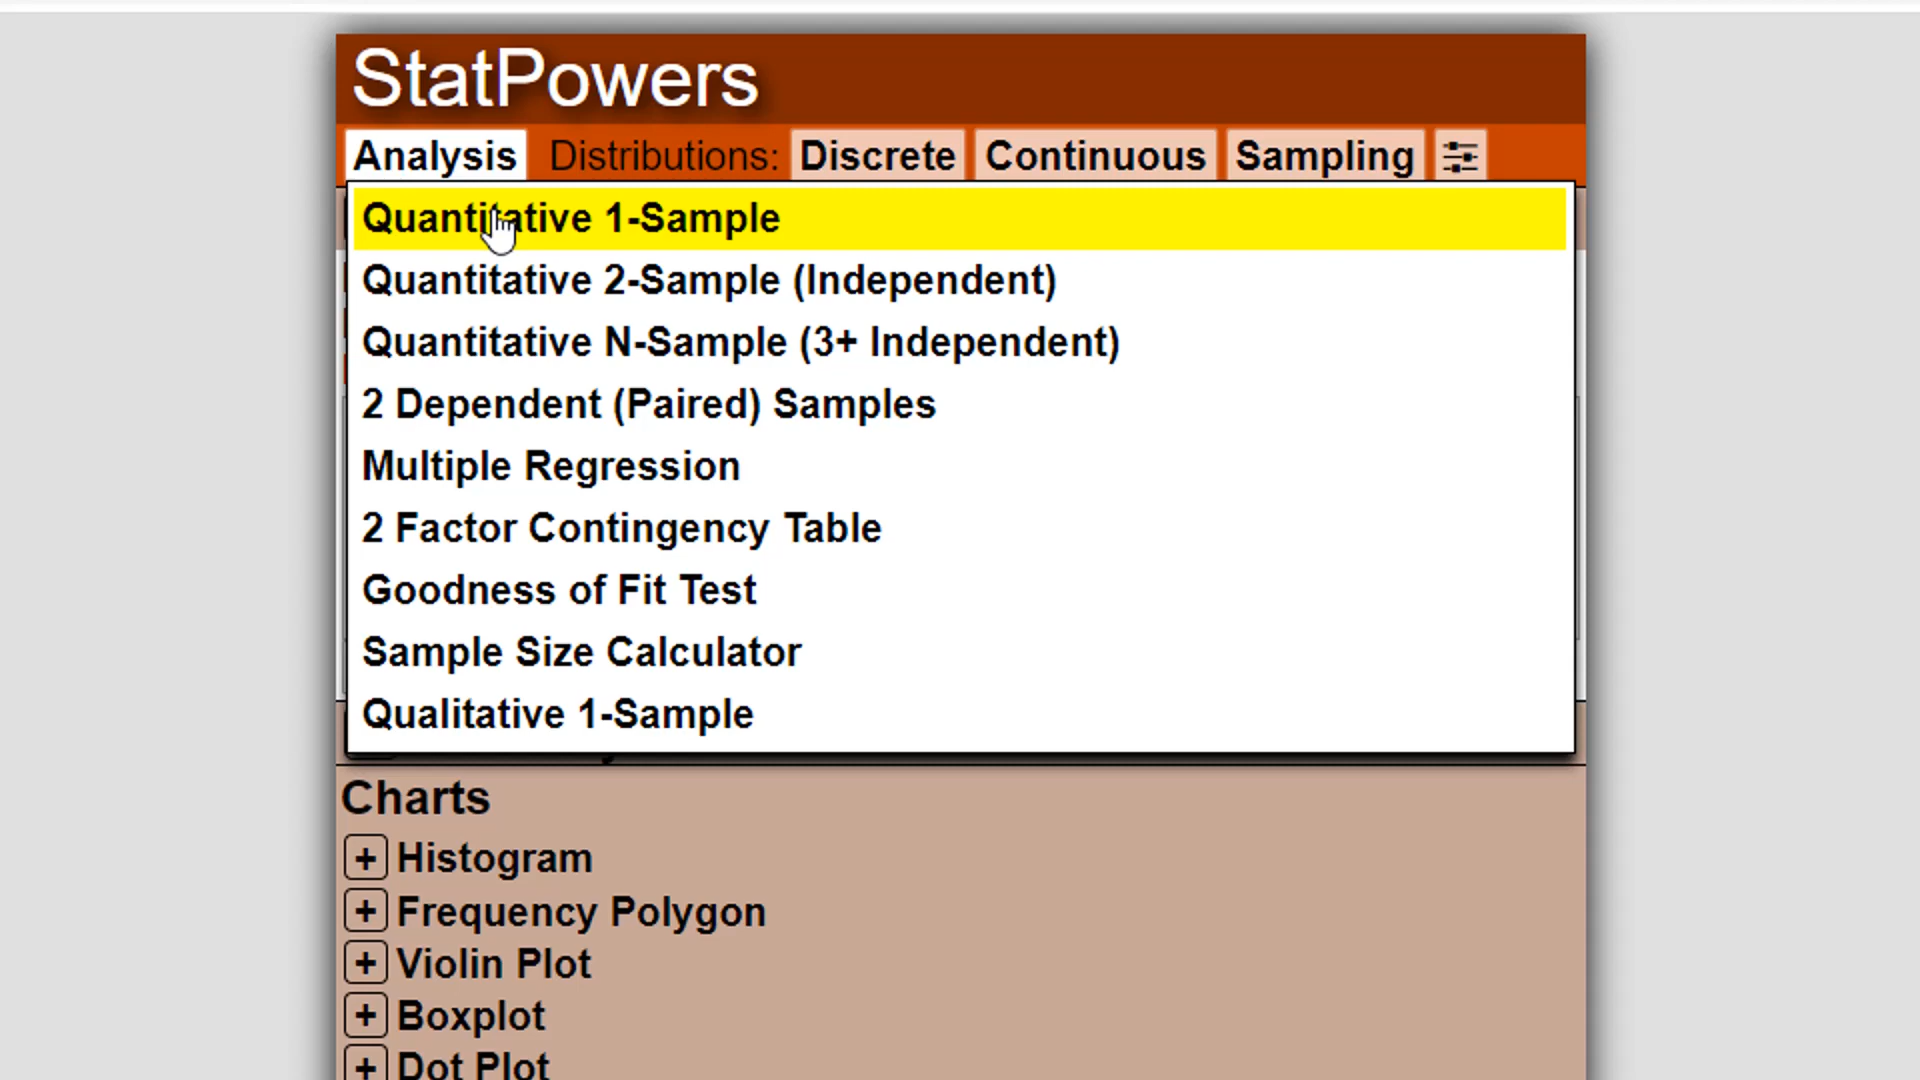 StatPowers
Analysis Distributions: Discrete Continuous Sampling
Quantitative 1-Sample
Quantitative 2-Sample (Independent)
Quantitative N-Sample (3+ Independent)
2 Dependent (Paired) Samples
Multiple Regression
2 Factor Contingency Table
Goodness of Fit Test
Sample Size Calculator
Qualitative 1-Sample
Charts
+ Histogram
+ Frequency Polygon
+ Violin Plot
+ Boxplot
+ Dot Plot